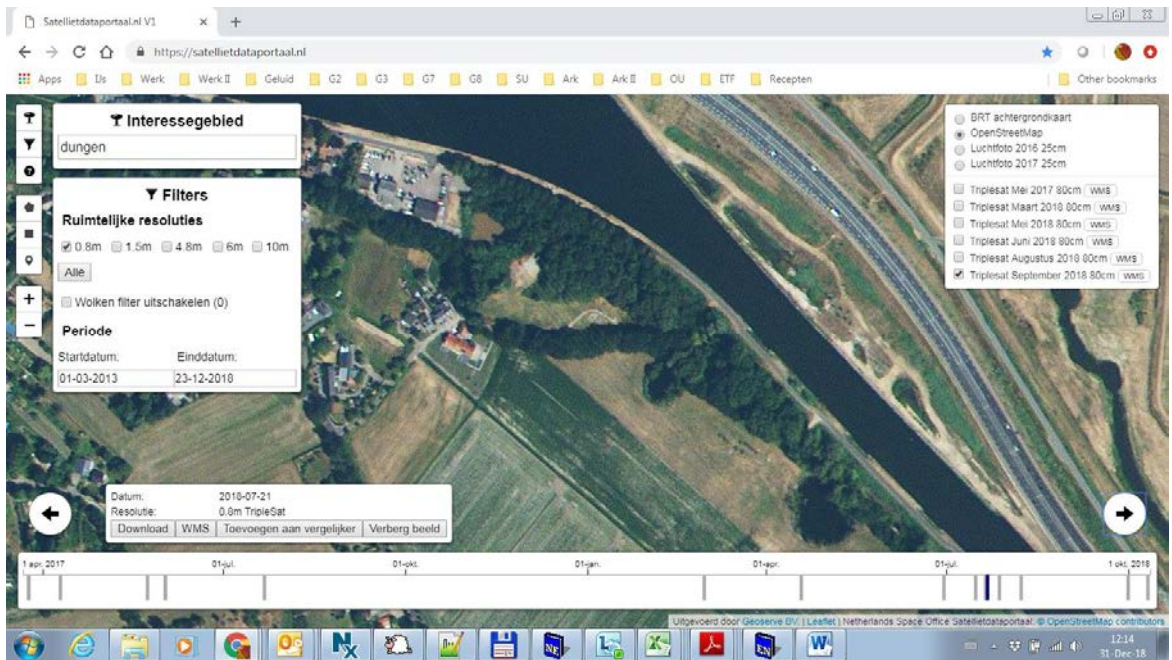 Satellietdataportaal.nl V1
https://satellietdataportaal.nl
Apps IJs Werk Werk II Geluid G2 G3 G7 G8 SU Ark Ark II OU ETF Recepten Other bookmarks
Interessegebied
dungen
Filters
Ruimtelijke resoluties
0.8m 1.5m 4.8m 6m 10m
Alle
Wolken filter uitschakelen (0)
Periode
Startdatum: Einddatum:
01-03-2013 23-12-2018
BRT achtergrondkaart
OpenStreetMap
Luchtfoto 2016 25cm
Luchtfoto 2017 25cm
Triplesat Mei 2017 80cm WMS
Triplesat Maart 2018 80cm WMS
Triplesat Mei 2018 80cm WMS
Triplesat Juni 2018 80cm WMS
Triplesat Augustus 2018 80cm WMS
Triplesat September 2018 80cm WMS
Datum: 2018-07-21
Resolutie: 0.8m TripleSat
Download WMS Toevoegen aan vergelijker Verberg beeld
1 apr. 2017 01-jul. 01-okt. 01-jan. 01-apr. 01-jul. 1 okt. 2018
Uitgevoerd door Geoserve BV. | Leaflet | Netherlands Space Office Satellietdataportaal. © OpenStreetMap contributors
12:14
31-Dec-18